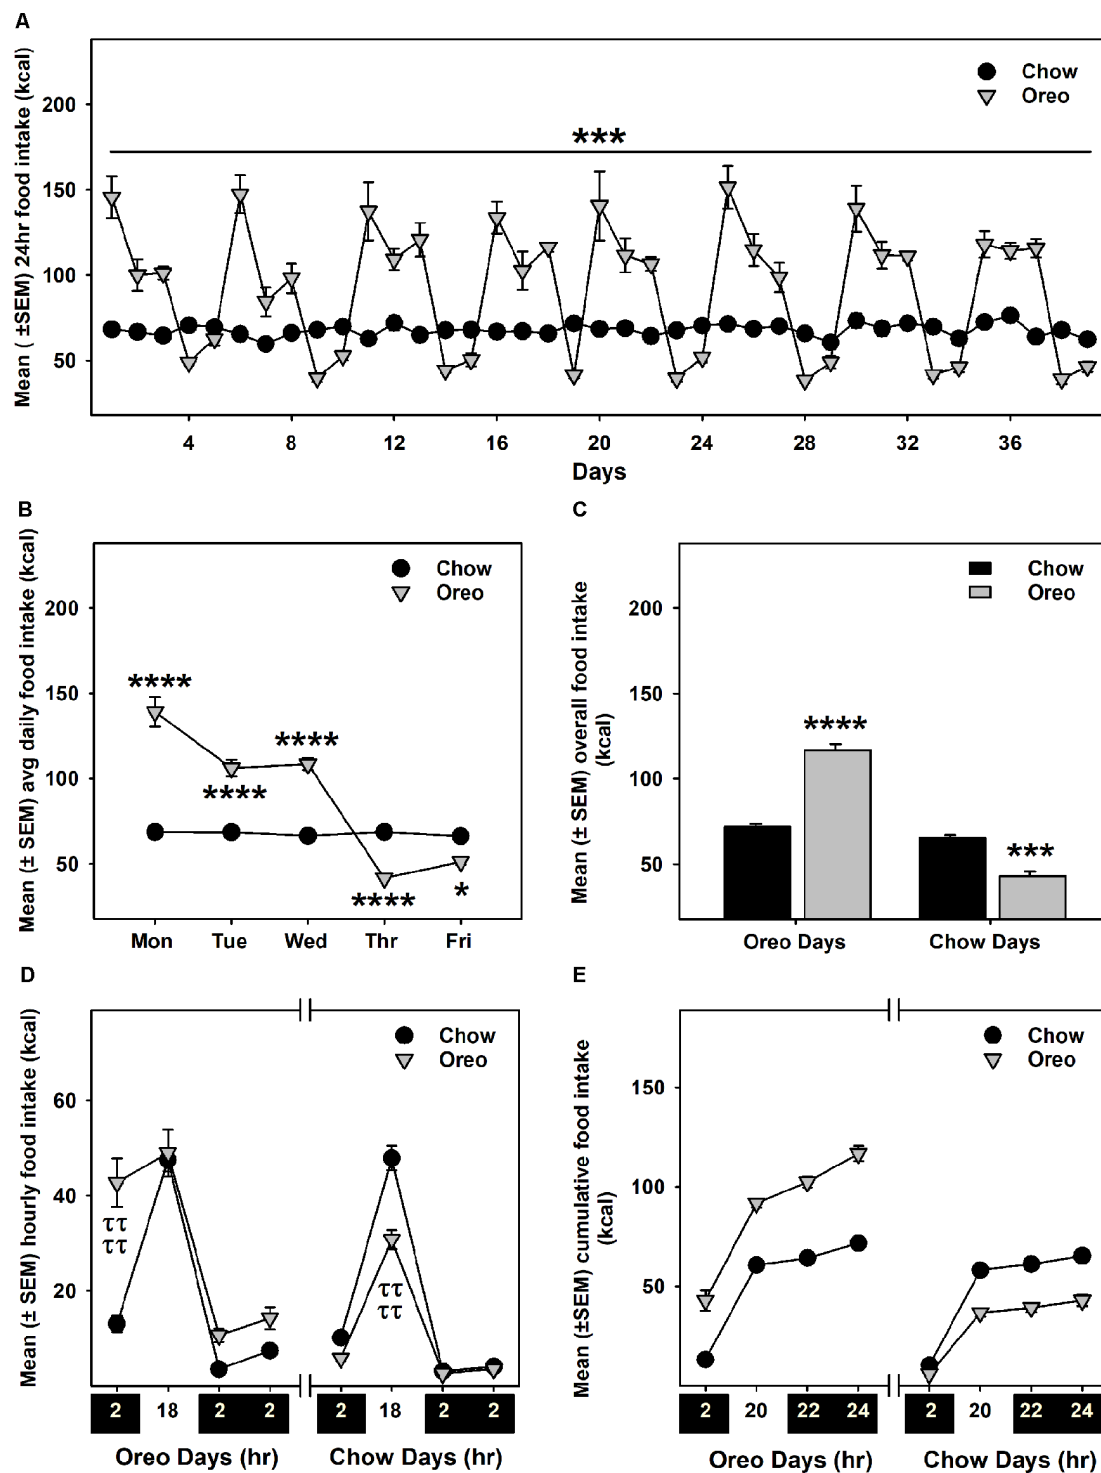 A
Mean ( ±SEM) 24hr food intake (kcal)
200
150
100
50
Chow
Oreo
***
4 8 12 16 20 24 28 32 36
Days
B
Mean (± SEM) avg daily food intake (kcal)
200
150
100
50
Chow
Oreo
****
****
****
****
*
Mon Tue Wed Thr Fri
C
Mean (± SEM) overall food intake
(kcal)
200
150
100
50
Chow
Oreo
****
***
Oreo Days Chow Days
D
Mean (± SEM) hourly food intake (kcal)
60
40
20
Chow
Oreo
ττ
ττ
ττ
ττ
2 18 2 2 2 18 2 2
Oreo Days (hr) Chow Days (hr)
E
Mean (±SEM) cumulative food intake
(kcal)
150
100
50
Chow
Oreo
2 20 22 24 2 20 22 24
Oreo Days (hr) Chow Days (hr)